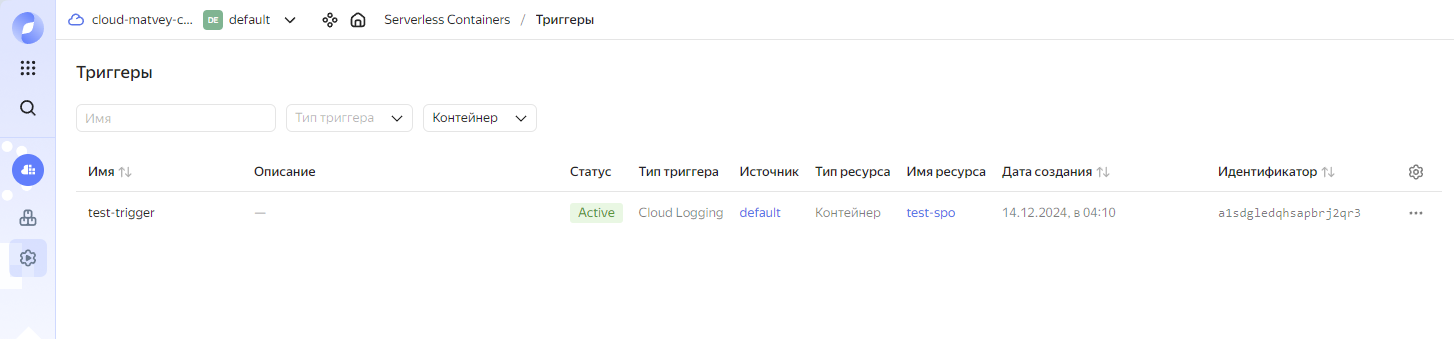 cloud-matvey-c... DE default Serverless Containers / Триггеры
Триггеры
Имя Тип триггера Контейнер
Имя Описание Статус Тип триггера Источник Тип ресурса Имя ресурса Дата создания Идентификатор
test-trigger — Active Cloud Logging default Контейнер test-spo 14.12.2024, в 04:10 a1sdgledqhsapbrj2qr3